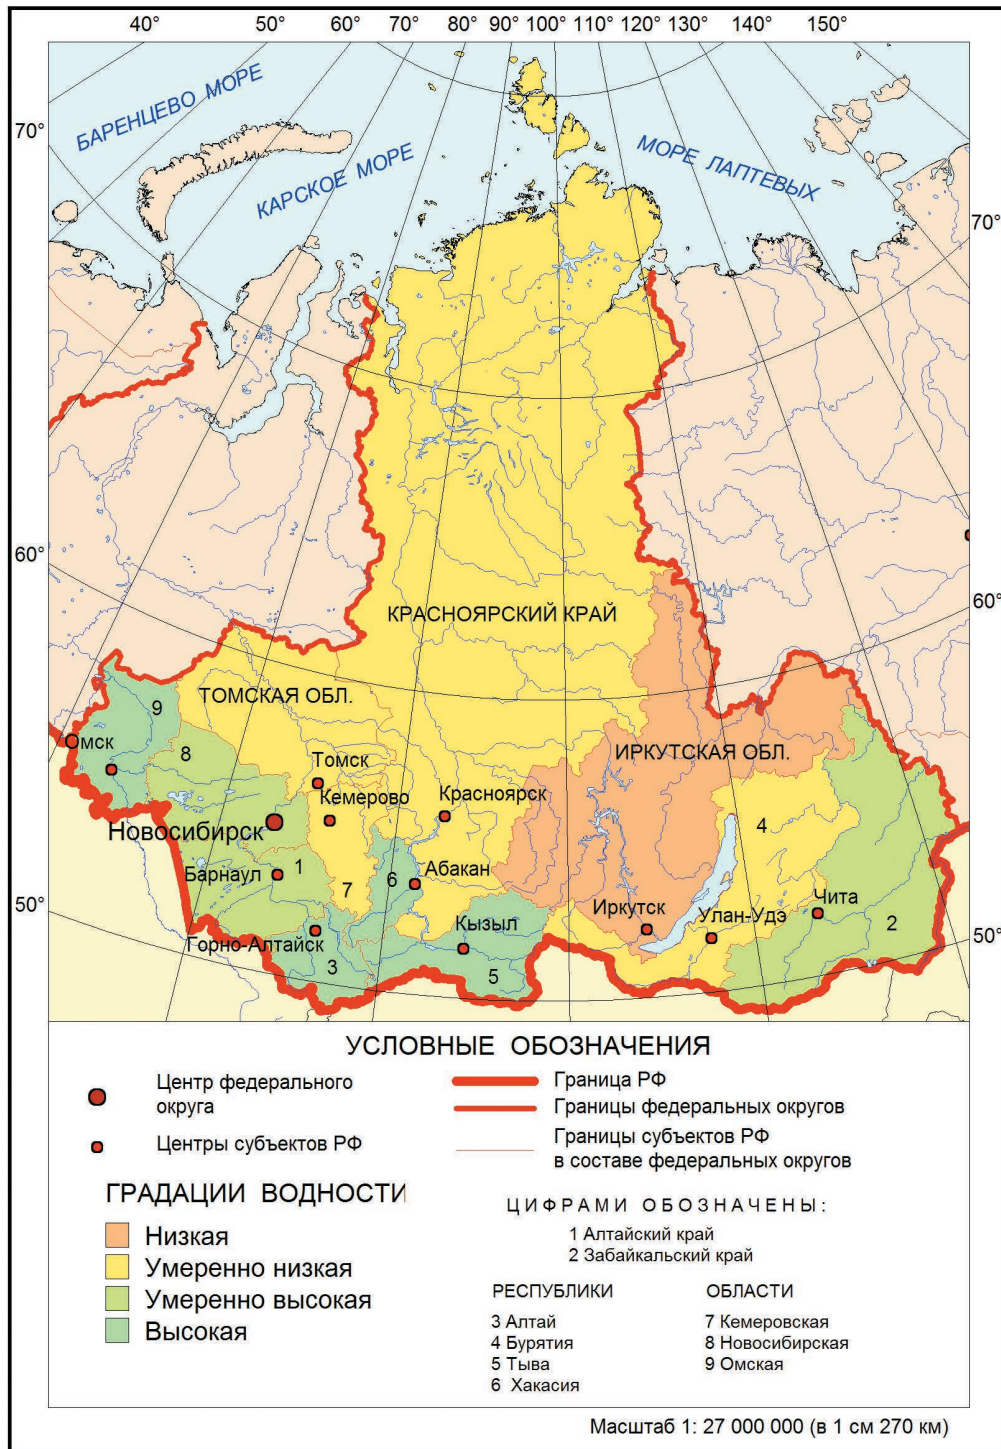 40° 50° 60° 70° 80° 90° 100° 110° 120° 130° 140° 150°
БАРЕНЦЕВО МОРЕ
КАРСКОЕ МОРЕ
МОРЕ ЛАПТЕВЫХ
70°
70°
60°
60°
КРАСНОЯРСКИЙ КРАЙ
ТОМСКАЯ ОБЛ.
9
Омск
8
ИРКУТСКАЯ ОБЛ.
Томск
Кемерово
Красноярск
4
Новосибирск
Барнаул
1
7
6
Абакан
50°
Иркутск
Улан-Удэ
Чита
2
Кызыл
50°
Горно-Алтайск
3
5
УСЛОВНЫЕ ОБОЗНАЧЕНИЯ
Центр федерального
округа
Центры субъектов РФ
Граница РФ
Границы федеральных округов
Границы субъектов РФ
в составе федеральных округов
ГРАДАЦИИ ВОДНОСТИ
Низкая
Умеренно низкая
Умеренно высокая
Высокая
ЦИФРАМИ ОБОЗНАЧЕНЫ:
1 Алтайский край
2 Забайкальский край
РЕСПУБЛИКИ
3 Алтай
4 Бурятия
5 Тыва
6 Хакасия
ОБЛАСТИ
7 Кемеровская
8 Новосибирская
9 Омская
Масштаб 1: 27 000 000 (в 1 см 270 км)